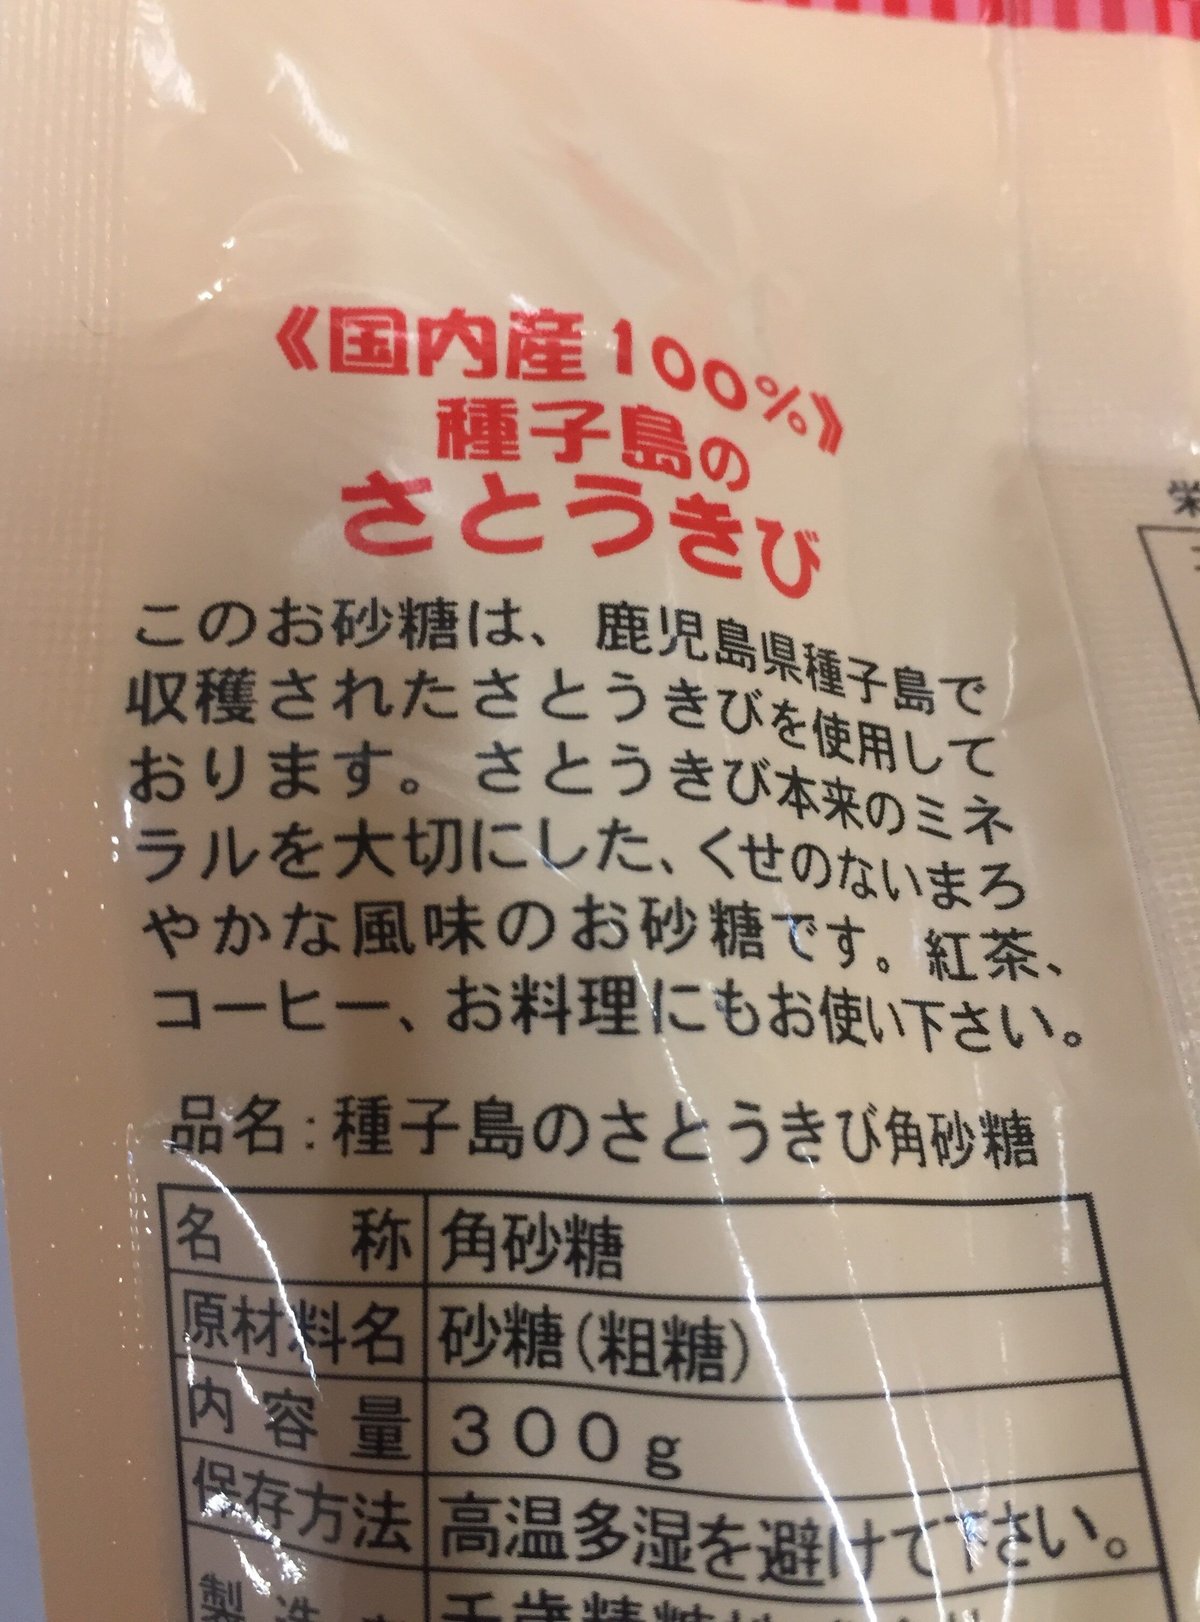 《国内産100%》
種子島の
さとうきび
このお砂糖は、鹿児島県種子島で
収穫されたさとうきびを使用して
おります。さとうきび本来のミネ
ラルを大切にした、くせのないまろ
やかな風味のお砂糖です。紅茶、
コーヒー、お料理にもお使い下さい。
品名:種子島のさとうきび角砂糖
名称 角砂糖
原材料名 砂糖(粗糖)
内容量 300g
保存方法 高温多湿を避けて下さい。
製造
栄